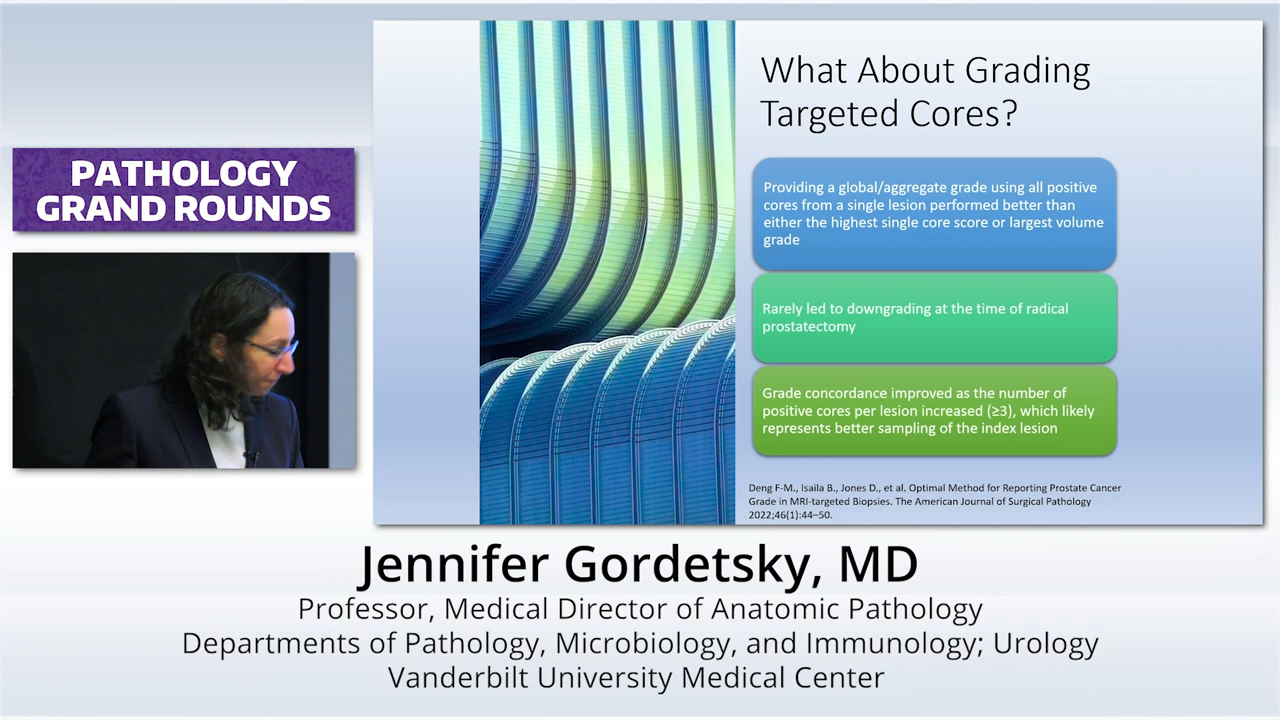 PATHOLOGY
GRAND ROUNDS
What About Grading
Targeted Cores?
Providing a global/aggregate grade using all positive
cores from a single lesion performed better than
either the highest single core score or largest volume
grade
Rarely led to downgrading at the time of radical
prostatectomy
Grade concordance improved as the number of
positive cores per lesion increased (≥3), which likely
represents better sampling of the index lesion
Deng F-M., Isaila B., Jones D., et al. Optimal Method for Reporting Prostate Cancer
Grade in MRI-targeted Biopsies. The American Journal of Surgical Pathology
2022;46(1):44–50.
Jennifer Gordetsky, MD
Professor, Medical Director of Anatomic Pathology
Departments of Pathology, Microbiology, and Immunology; Urology
Vanderbilt University Medical Center